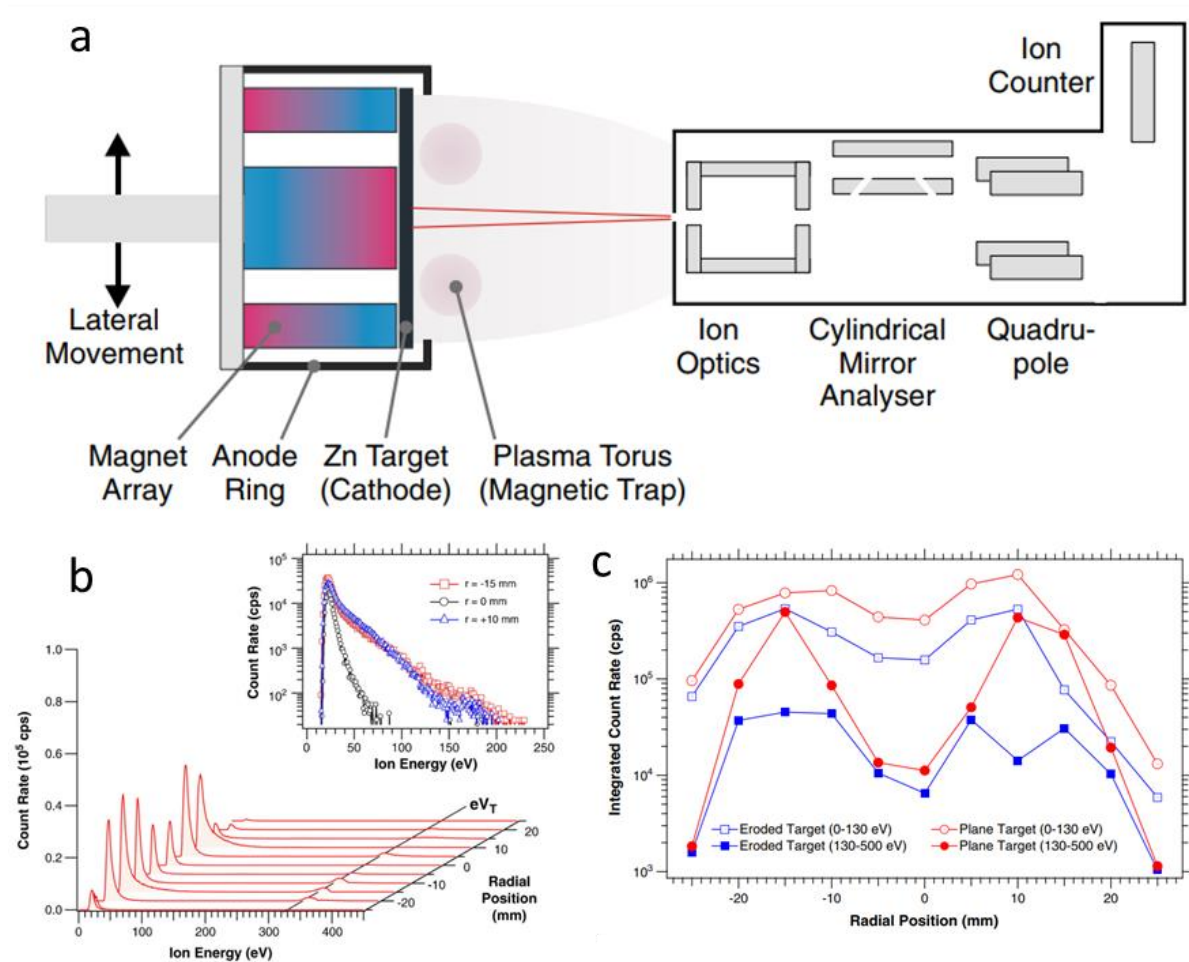 a
Ion
Counter
Lateral
Movement
Ion
Optics
Cylindrical
Mirror
Analyser
Quadru-
pole
Magnet
Array
Anode
Ring
Zn Target
(Cathode)
Plasma Torus
(Magnetic Trap)
b
Count Rate (10⁵ cps)
1.0
0.8
0.6
0.4
0.2
0.0
0
100
200
300
400
Ion Energy (eV)
eV_T
20
10
0
-10
-20
Radial
Position
(mm)
Count Rate (cps)
10⁵
10⁴
10³
10²
r = -15 mm
r = 0 mm
r = +10 mm
0
50
100
150
200
250
Ion Energy (eV)
c
Integrated Count Rate (cps)
10⁶
10⁵
10⁴
10³
Eroded Target (0-130 eV)
Plane Target (0-130 eV)
Eroded Target (130-500 eV)
Plane Target (130-500 eV)
-20
-10
0
10
20
Radial Position (mm)